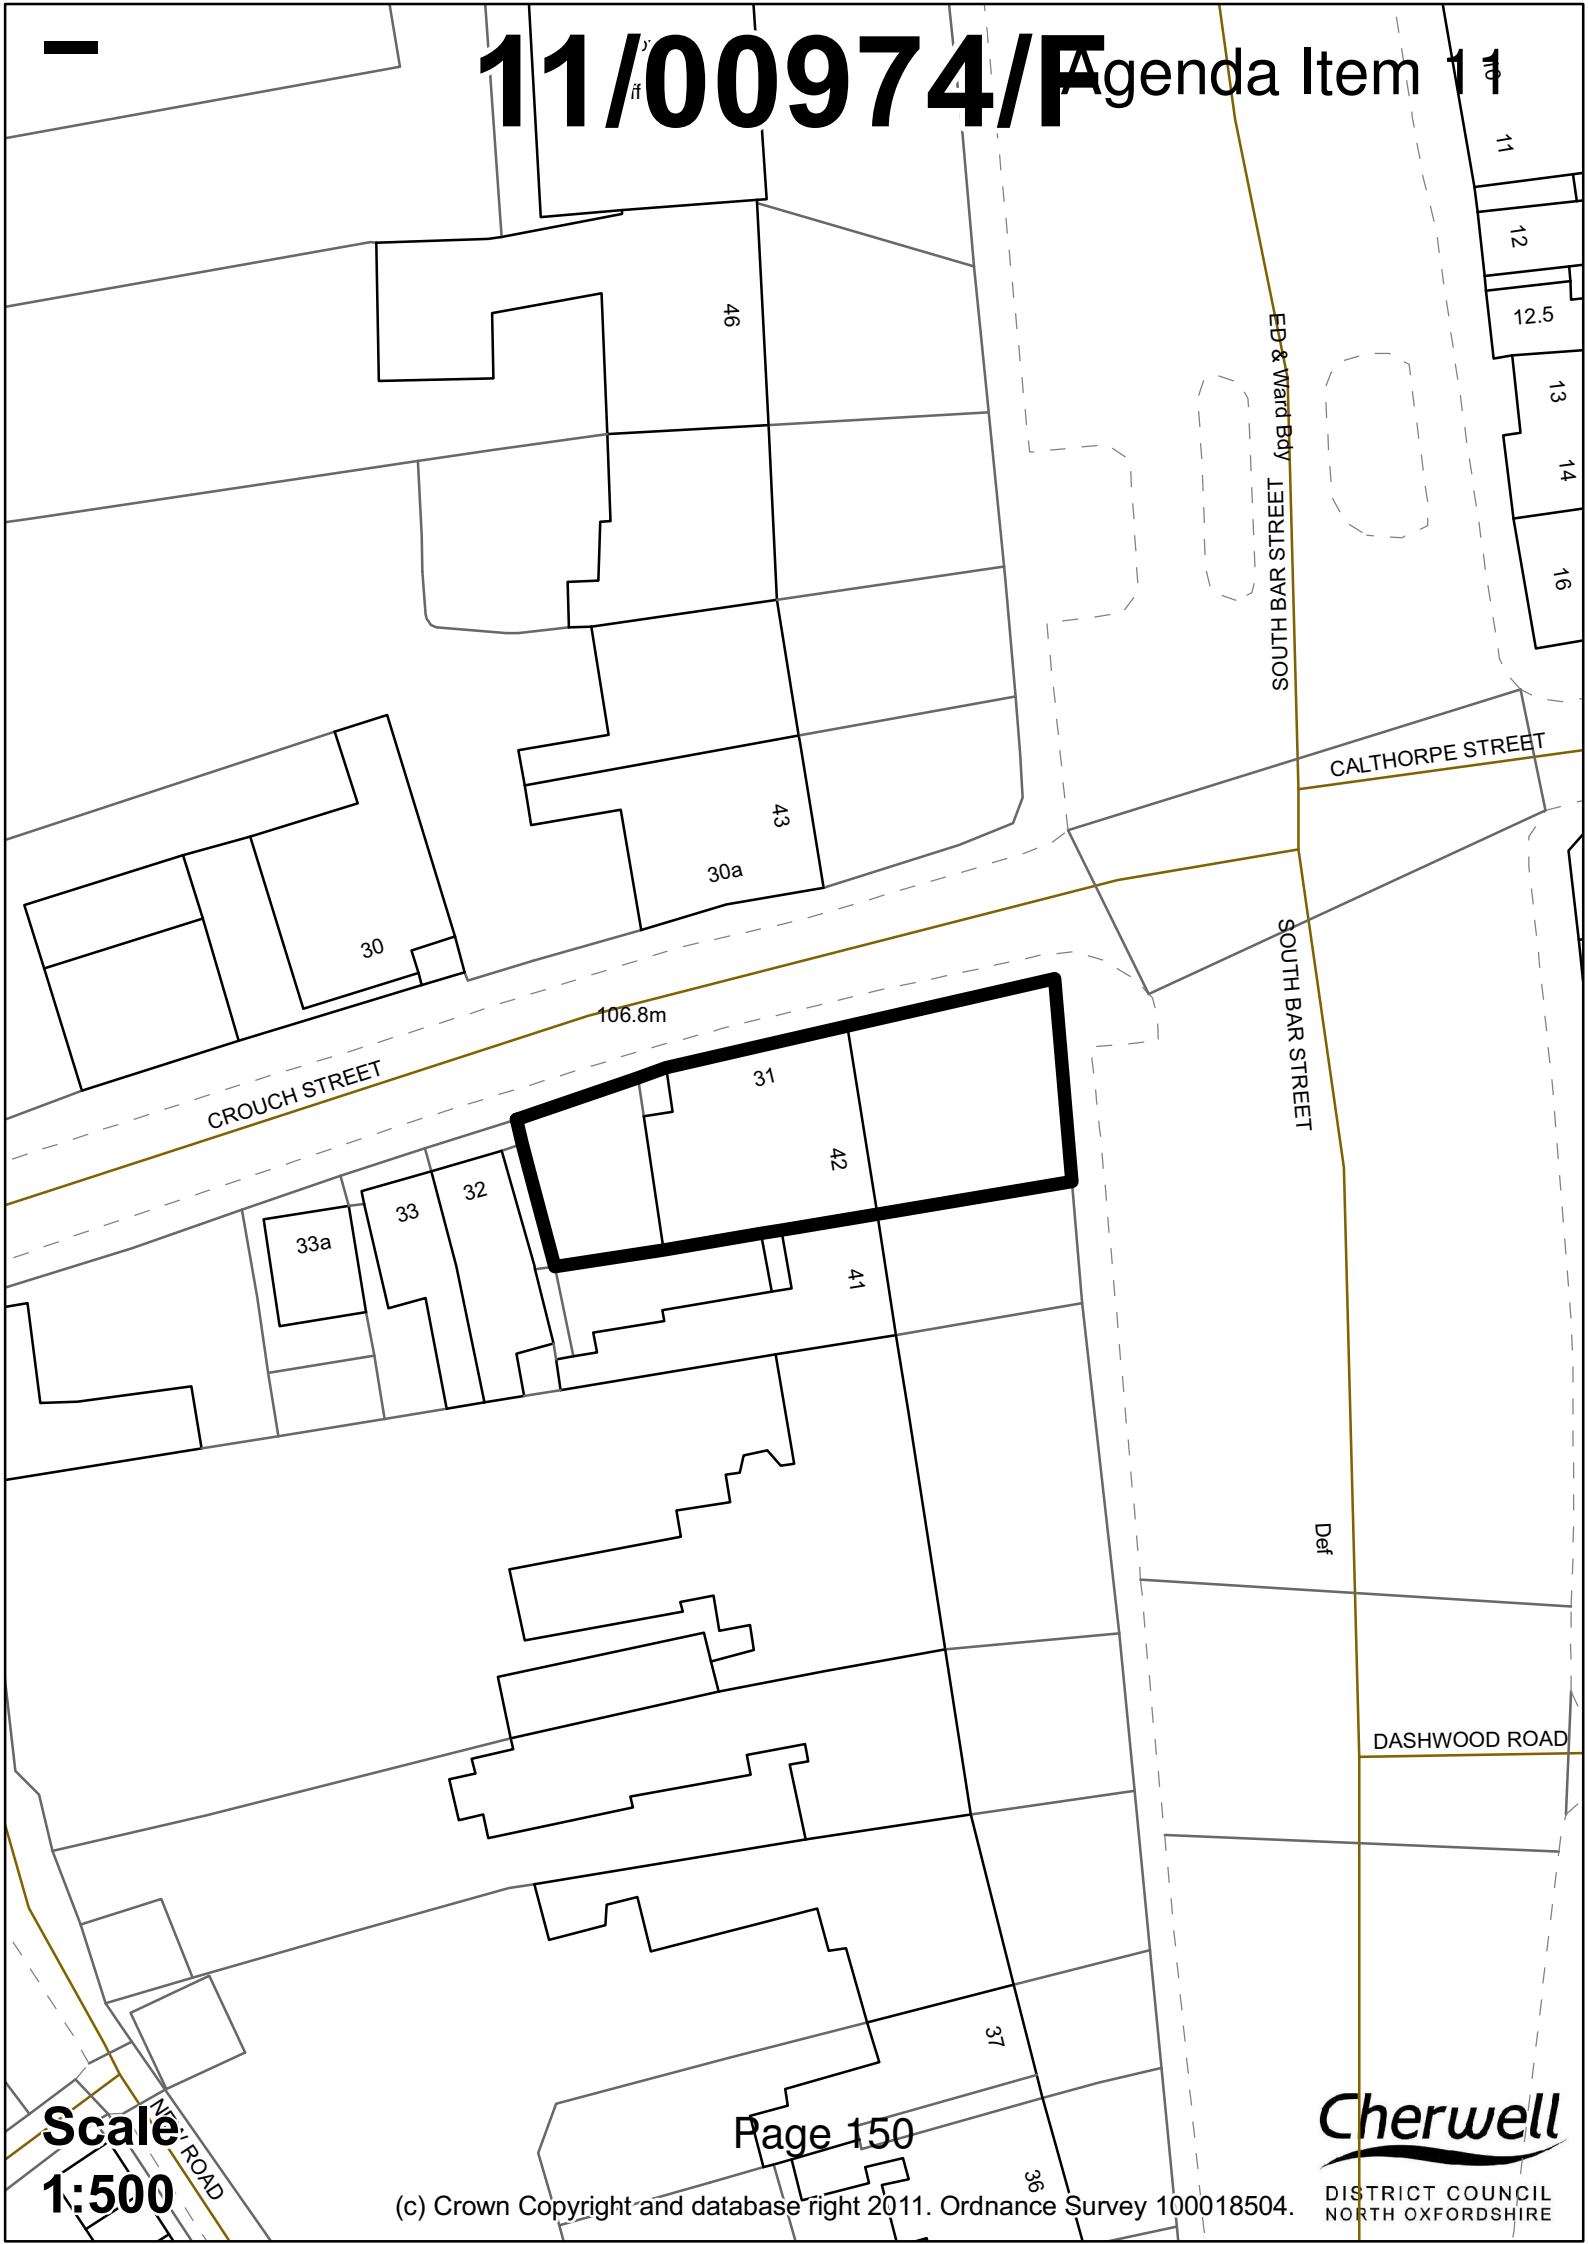 11/00974/F
Agenda Item 11
11
12
12.5
13
14
16
46
ED & Ward Bdy
SOUTH BAR STREET
CALTHORPE STREET
43
30a
30
106.8m
CROUCH STREET
SOUTH BAR STREET
31
42
32
33
33a
41
Def
DASHWOOD ROAD
37
36
NEW ROAD
Scale
1:500
Page 150
(c) Crown Copyright and database right 2011. Ordnance Survey 100018504.
Cherwell
DISTRICT COUNCIL
NORTH OXFORDSHIRE